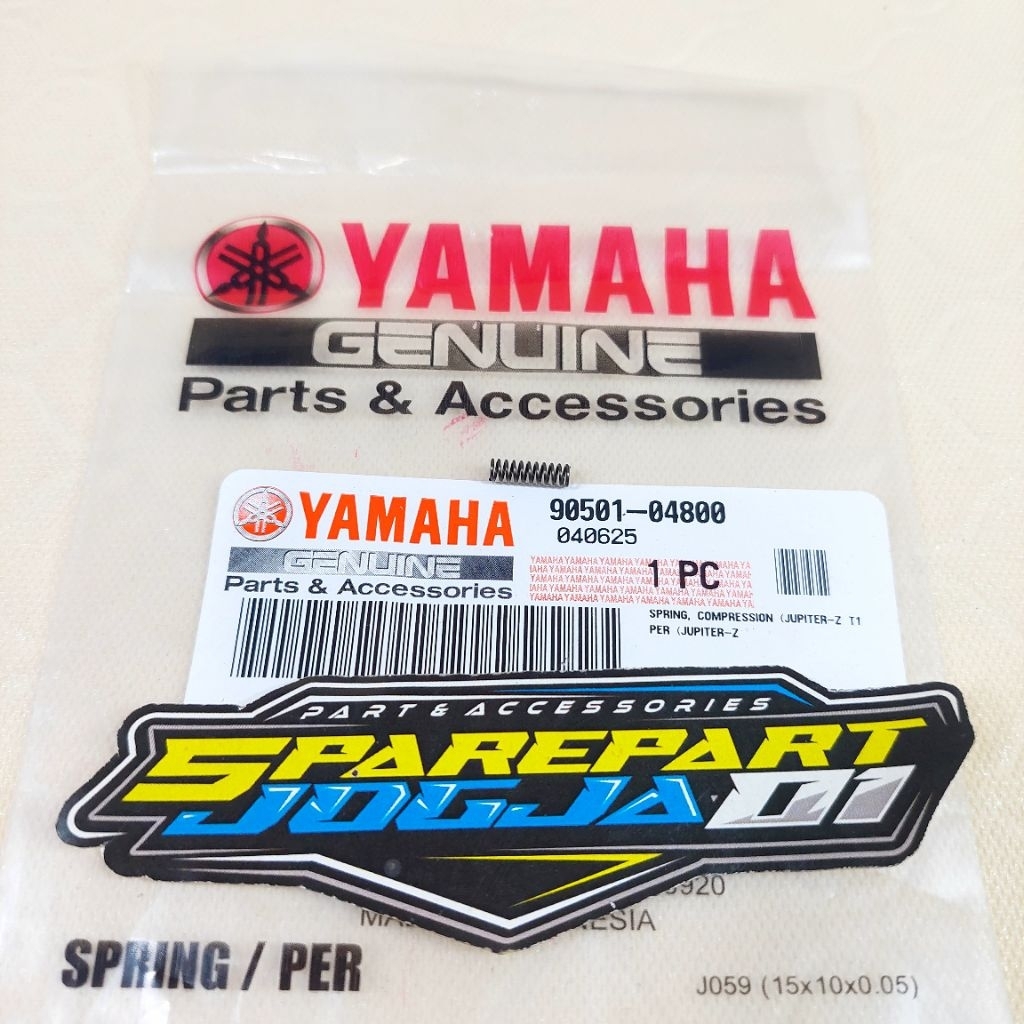 YAMAHA
GENUINE
Parts & Accessories
YAMAHA
GENUINE
Parts & Accessories
90501-04800
040625
1 PC
SPRING, COMPRESSION (JUPITER-Z T1
PER (JUPITER-Z
PART & ACCESSORIES
SPAREPART
JOGJA 01
SPRING / PER
J059 (15x10x0.05)